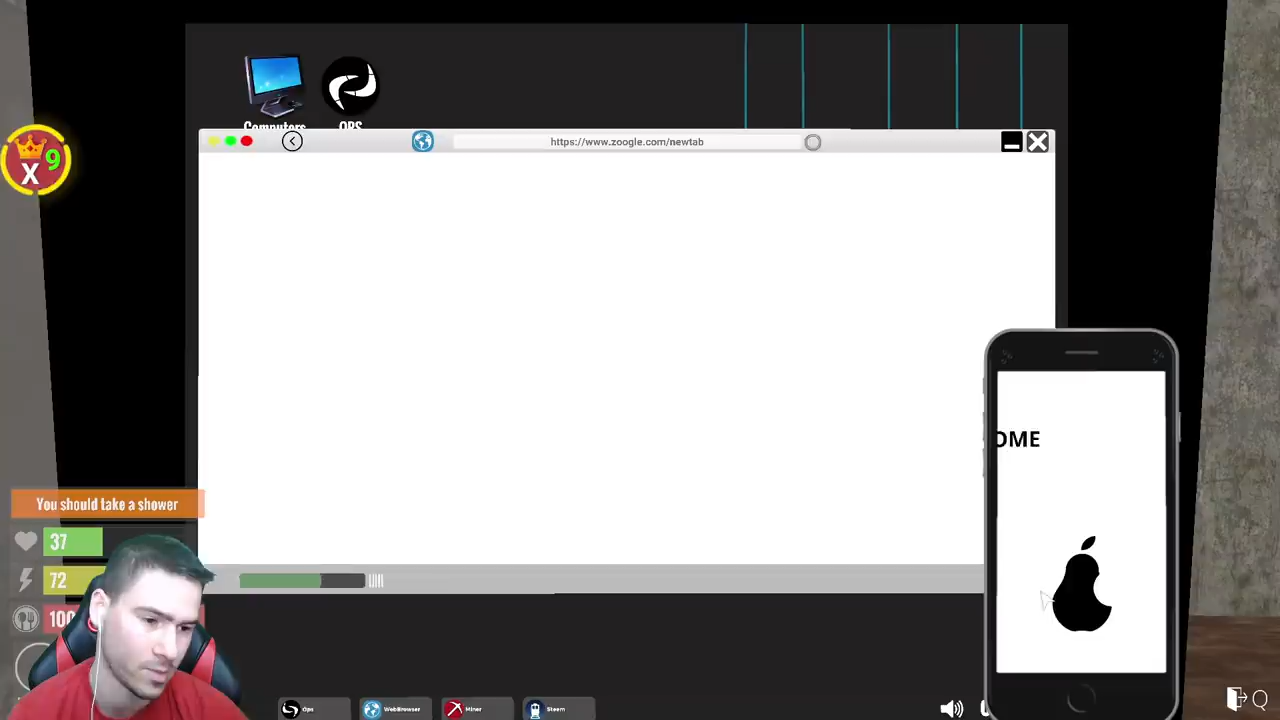 Computers
OPS
https://www.zoogle.com/newtab
X 9
OME
You should take a shower
37
72
100
Ops
WebBrowser
Miner
Steem
Q